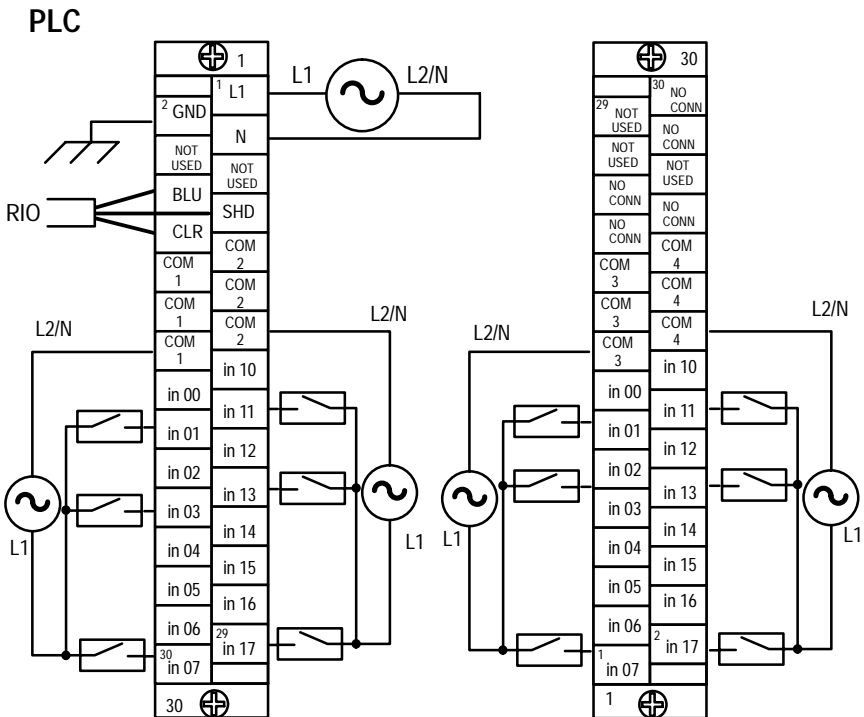 PLC
1
1 L1
2 GND
N
NOT
USED
NOT
USED
BLU
SHD
CLR
RIO
COM
1
COM
2
COM
1
COM
2
COM
1
COM
2
in 00
in 10
in 01
in 11
in 02
in 12
in 03
in 13
in 04
in 14
in 05
in 15
in 06
in 16
30
in 07
29
in 17
30
L1
L2/N
L2/N
L1
L2/N
L1
30
30
NO
CONN
29
NOT
USED
NO
CONN
NOT
USED
NOT
USED
NO
CONN
NO
CONN
NO
CONN
COM
4
COM
3
COM
4
COM
3
COM
4
COM
3
in 10
in 00
in 11
in 01
in 12
in 02
in 13
in 03
in 14
in 04
in 15
in 05
in 16
in 06
2
in 17
1
in 07
1
L2/N
L1
L2/N
L1